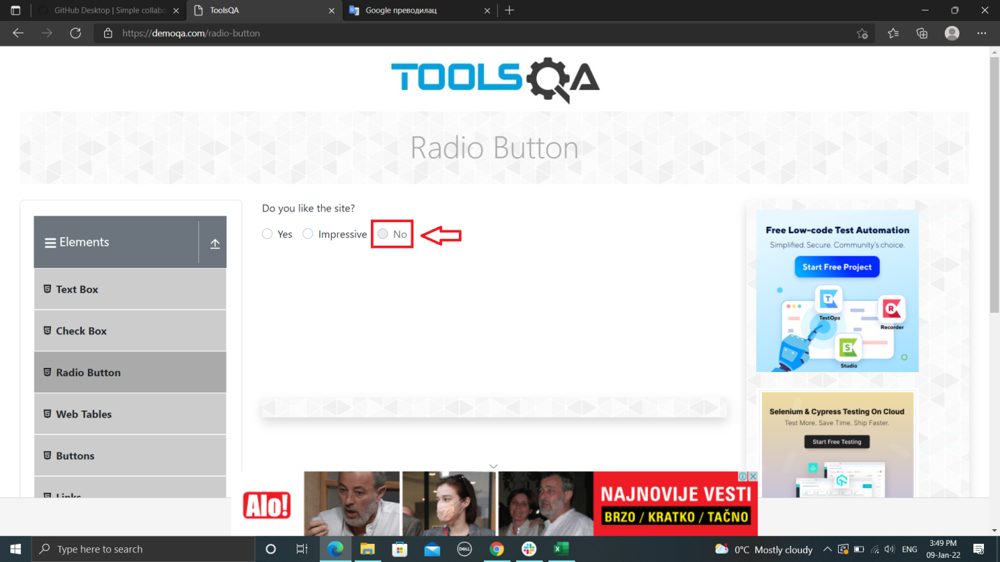 GitHub Desktop | Simple collabo
ToolsQA
Google преводилац
https://demoqa.com/radio-button
TOOLSQA
Radio Button
Do you like the site?
Yes Impressive No
Elements
Text Box
Check Box
Radio Button
Web Tables
Buttons
Links
Free Low-code Test Automation
Simplified. Secure. Community's choice.
Start Free Project
TestOps
Recorder
Studio
Selenium & Cypress Testing On Cloud
Test More. Save Time. Ship Faster.
Start Free Testing
Alo!
NAJNOVIJE VESTI
BRZO / KRATKO / TAČNO
Type here to search
DELL
0°C Mostly cloudy
ENG
3:49 PM
09-Jan-22